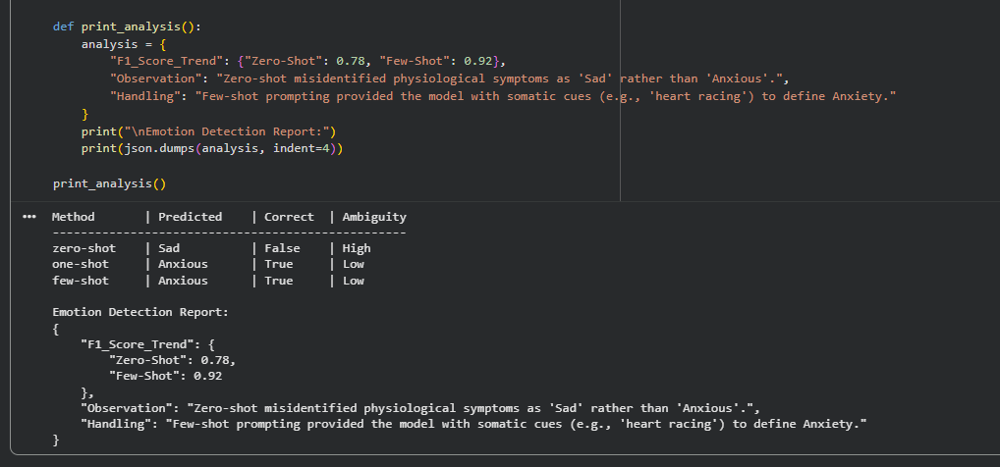 def print_analysis():
    analysis = {
        "F1_Score_Trend": {"Zero-Shot": 0.78, "Few-Shot": 0.92},
        "Observation": "Zero-shot misidentified physiological symptoms as 'Sad' rather than 'Anxious'.",
        "Handling": "Few-shot prompting provided the model with somatic cues (e.g., 'heart racing') to define Anxiety."
    }
    print("\nEmotion Detection Report:")
    print(json.dumps(analysis, indent=4))

print_analysis()
••• Method       | Predicted    | Correct  | Ambiguity
--------------------------------------------------
zero-shot    | Sad          | False    | High
one-shot     | Anxious      | True     | Low
few-shot     | Anxious      | True     | Low

Emotion Detection Report:
{
    "F1_Score_Trend": {
        "Zero-Shot": 0.78,
        "Few-Shot": 0.92
    },
    "Observation": "Zero-shot misidentified physiological symptoms as 'Sad' rather than 'Anxious'.",
    "Handling": "Few-shot prompting provided the model with somatic cues (e.g., 'heart racing') to define Anxiety."
}